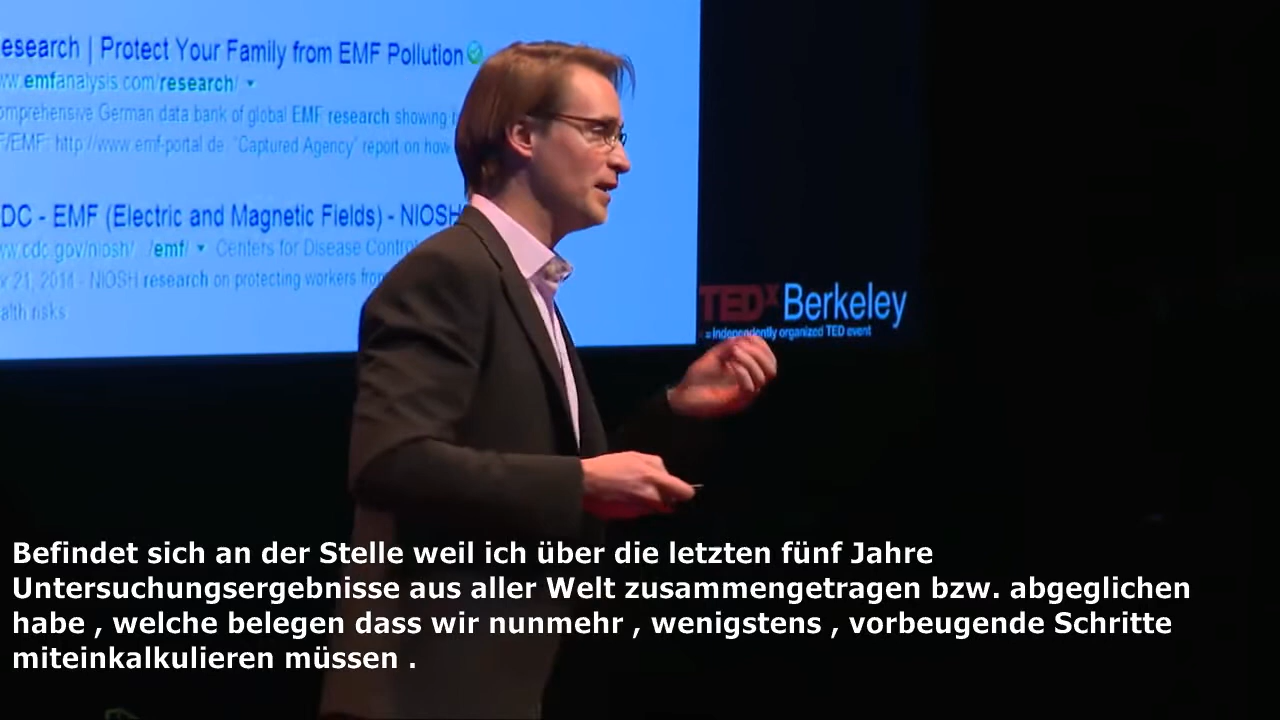 esearch | Protect Your Family from EMF Pollution
ww.emfanalysis.com/research/
omprehensive German data bank of global EMF research showing
F/EMF: http://www.emf-portal.de. "Captured Agency" report on how
DC - EMF (Electric and Magnetic Fields) - NIOSH
ww.cdc.gov/niosh/ /emf/ Centers for Disease Control
21, 2014 - NIOSH research on protecting workers from
alth risks.
TEDx Berkeley
= independently organized TED event
Befindet sich an der Stelle weil ich über die letzten fünf Jahre
Untersuchungsergebnisse aus aller Welt zusammengetragen bzw. abgeglichen
habe , welche belegen dass wir nunmehr , wenigstens , vorbeugende Schritte
miteinkalkulieren müssen .